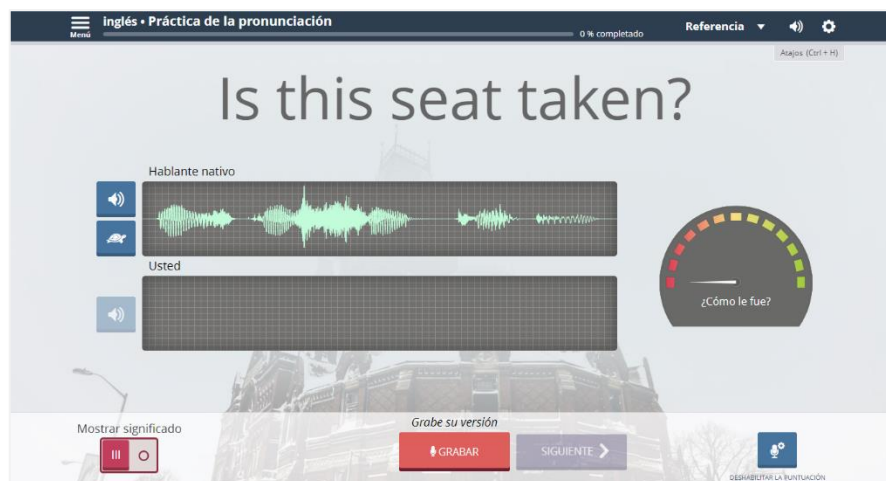 Menú
inglés • Práctica de la pronunciación
0 % completado
Referencia
Atajos (Ctrl + H)
Is this seat taken?
Hablante nativo
Usted
¿Cómo le fue?
Mostrar significado
Grabe su versión
GRABAR
SIGUIENTE
DESHABILITAR LA PUNTUACIÓN